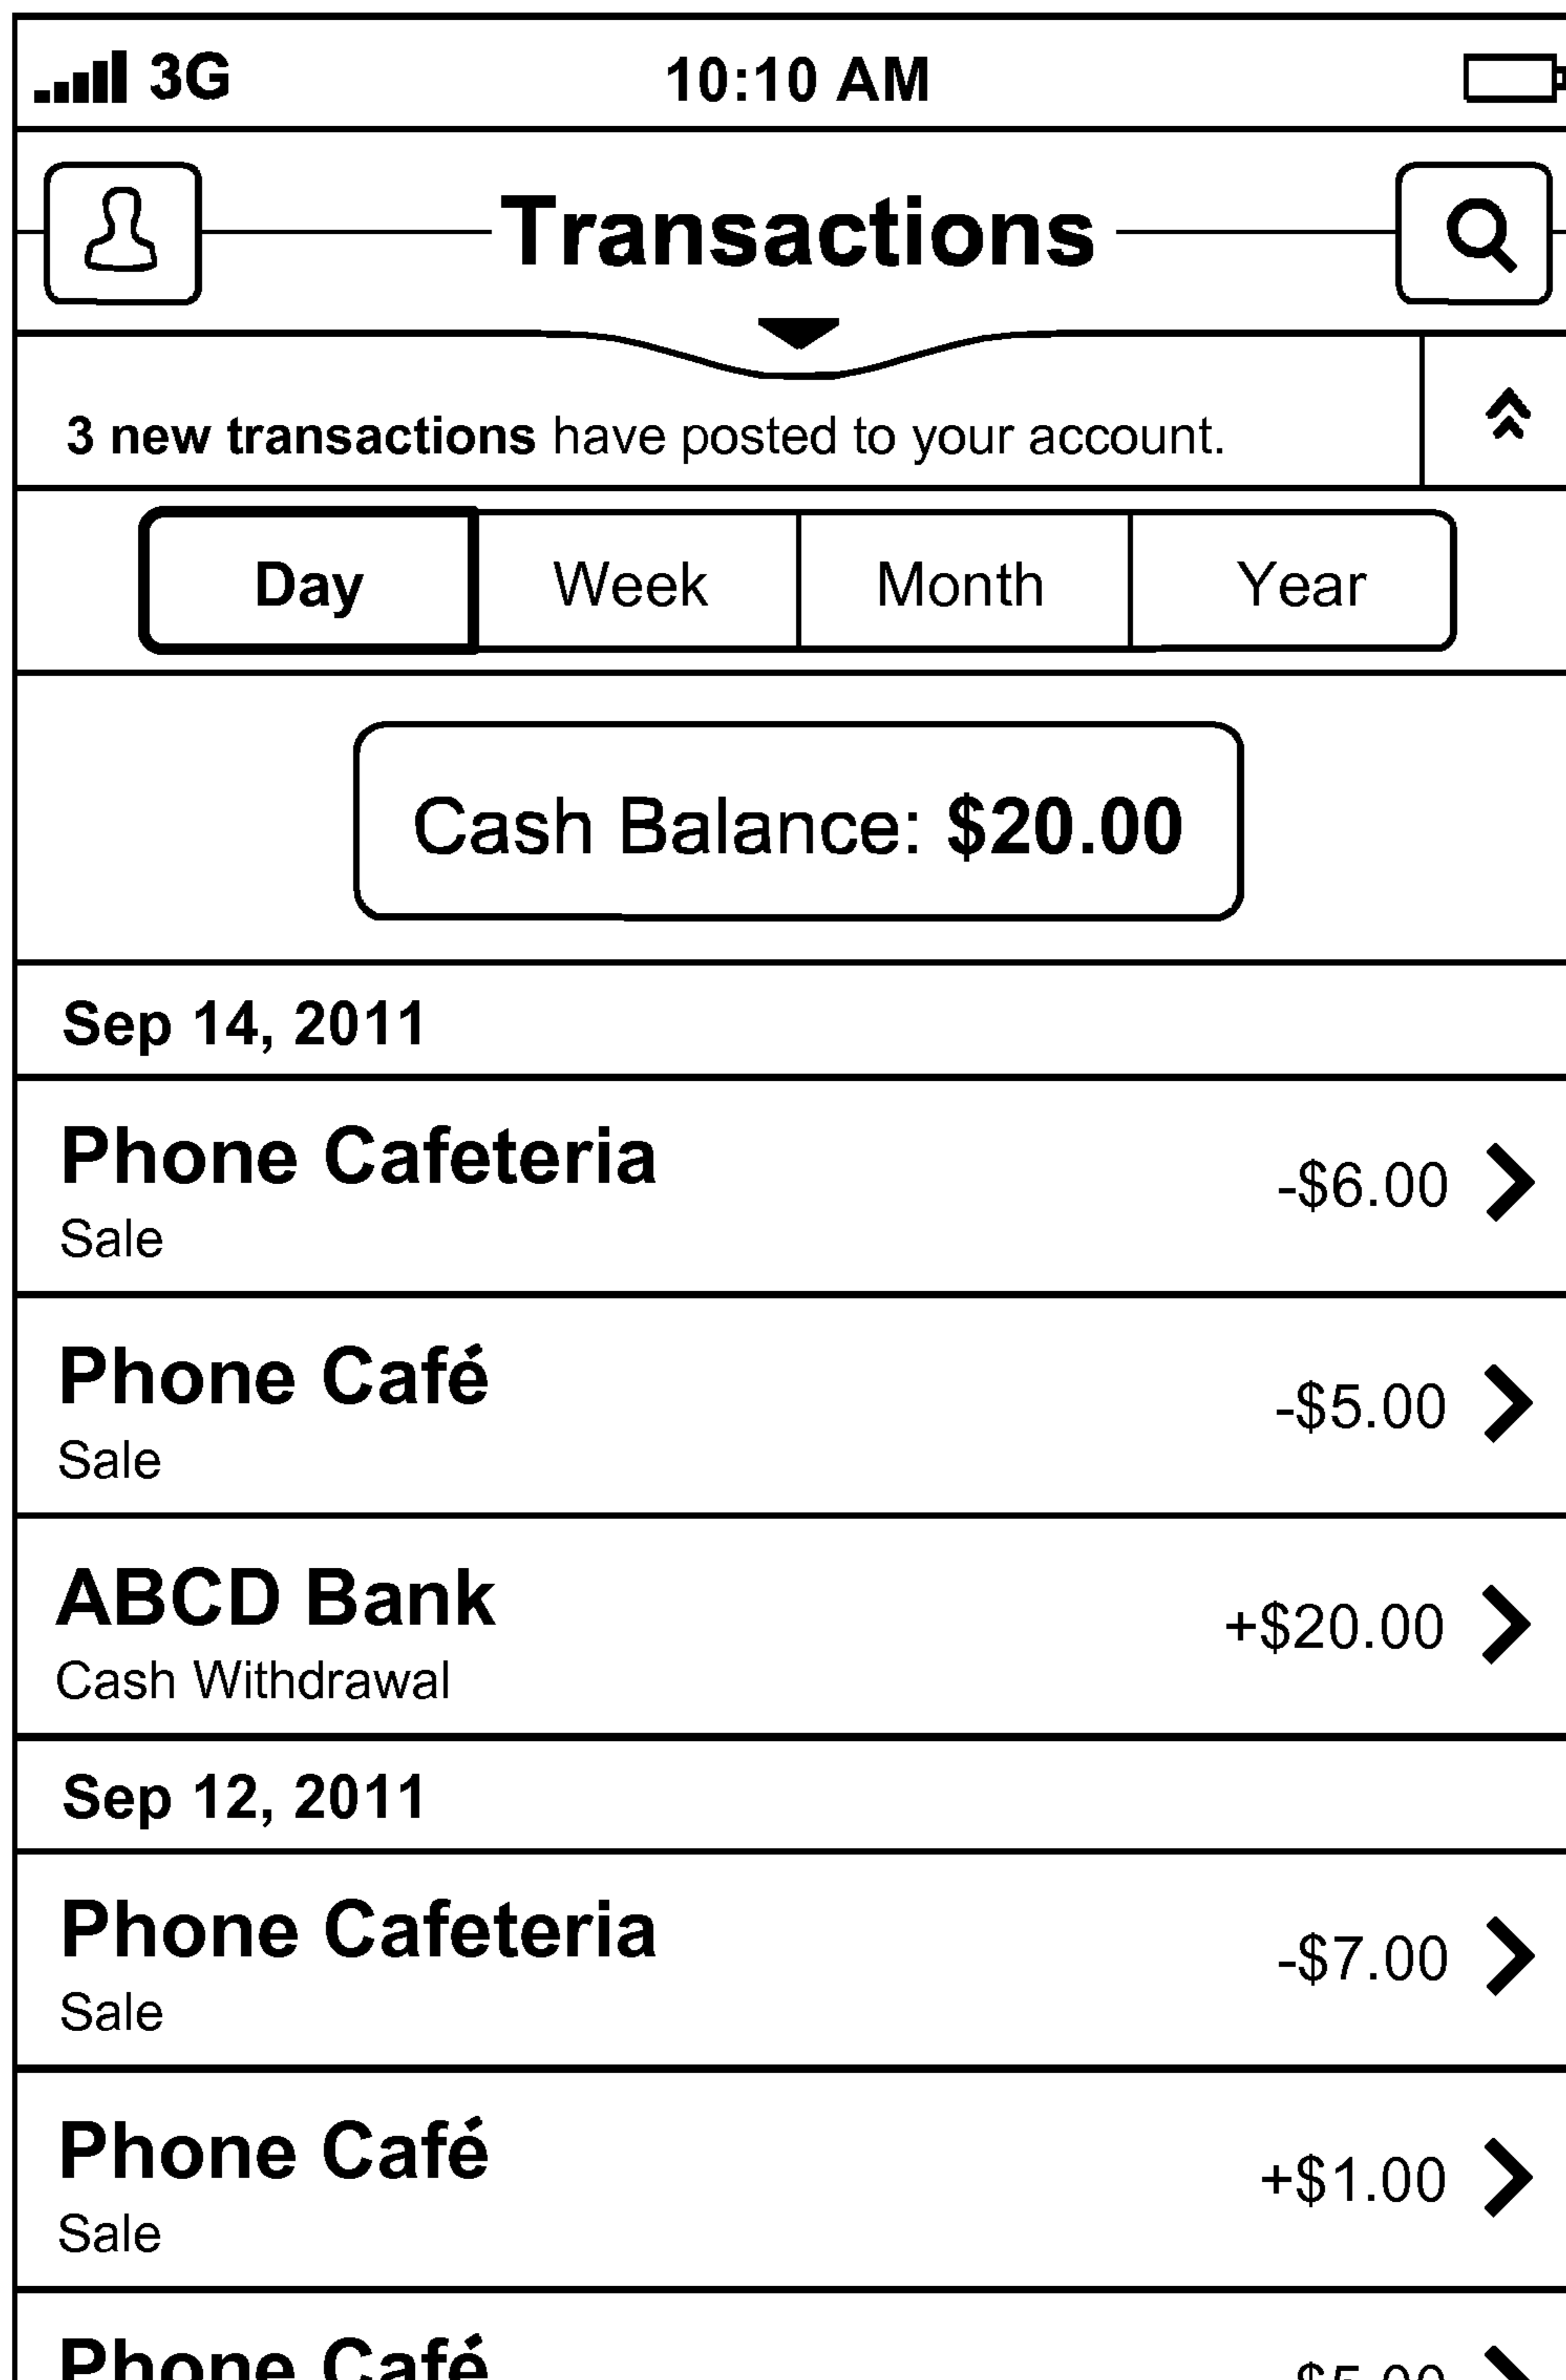 3G 10:10 AM
Transactions
3 new transactions have posted to your account.
Day Week Month Year
Cash Balance: $20.00
Sep 14, 2011
Phone Cafeteria
-$6.00
Sale
Phone Café
-$5.00
Sale
ABCD Bank
+$20.00
Cash Withdrawal
Sep 12, 2011
Phone Cafeteria
-$7.00
Sale
Phone Café
+$1.00
Sale
Phone Café
$5.00